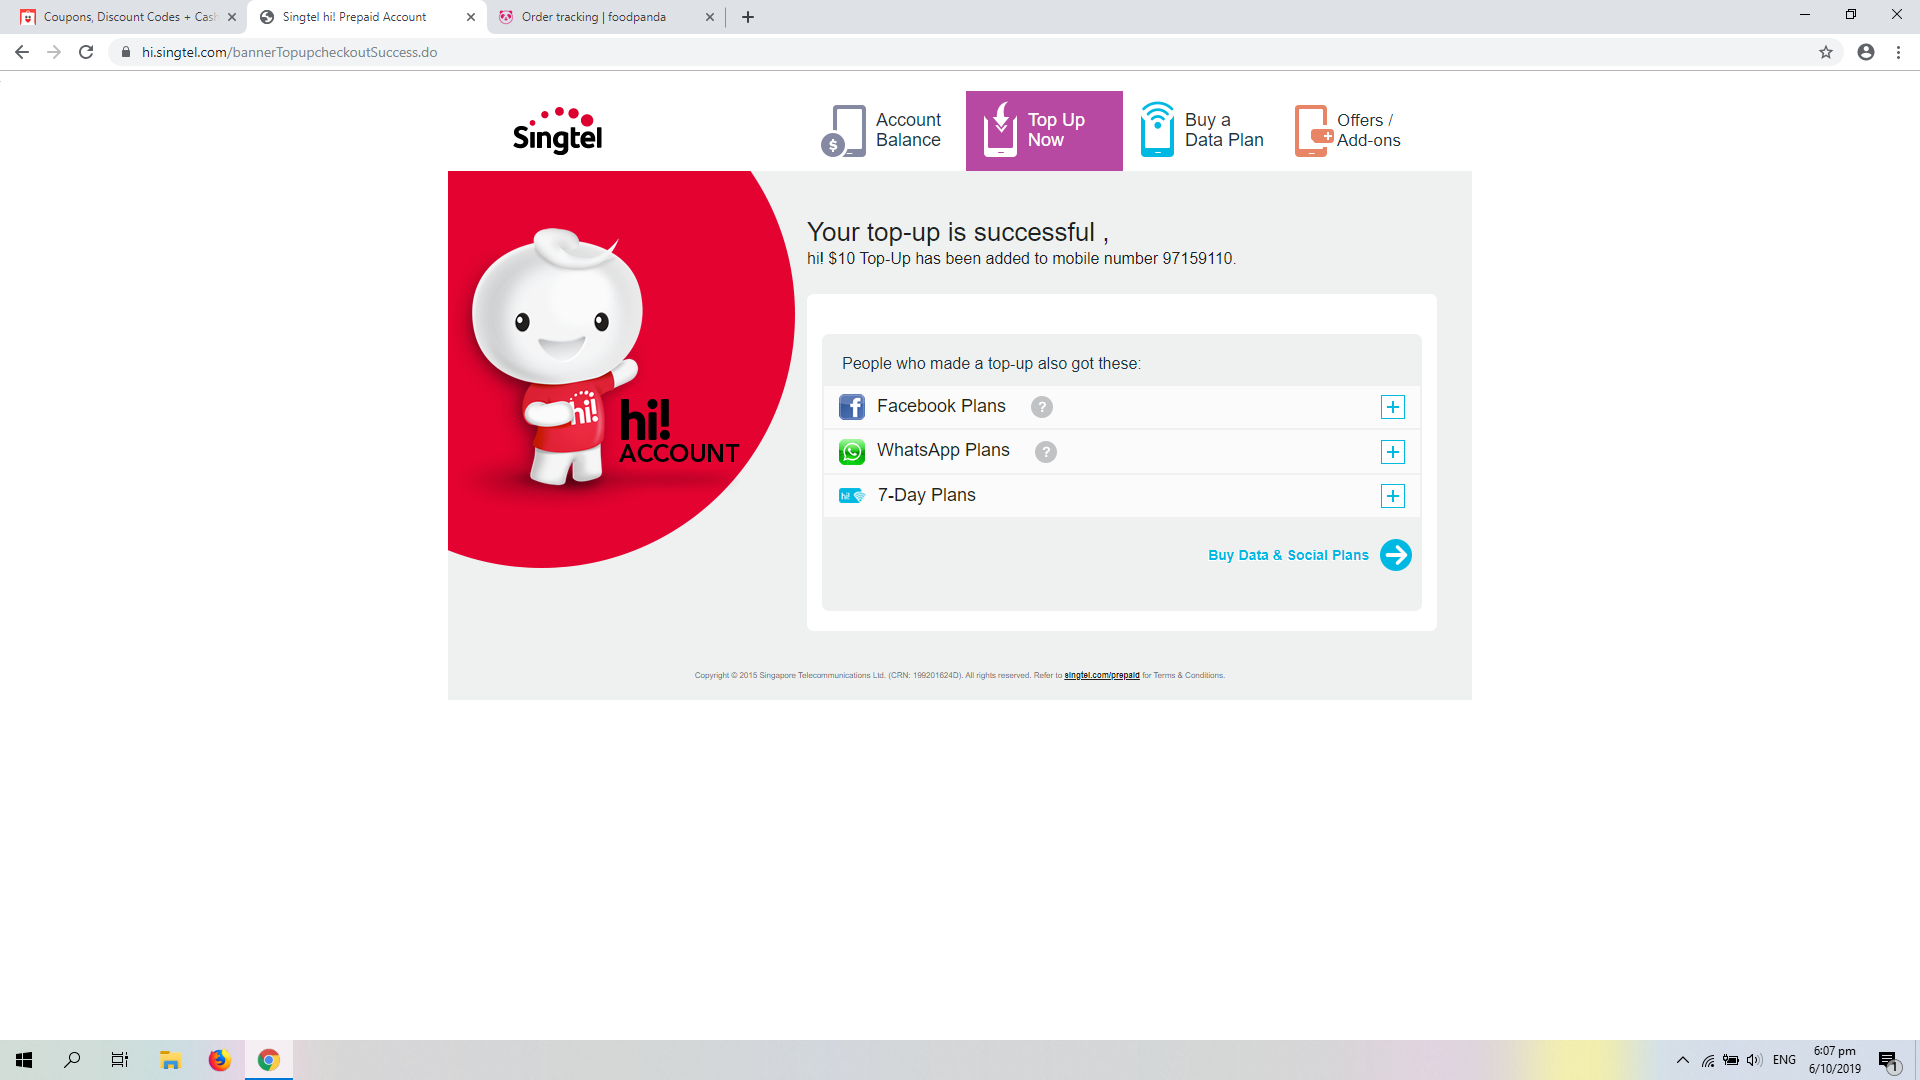 Coupons, Discount Codes + Cash
Singtel hi! Prepaid Account
Order tracking | foodpanda
hi.singtel.com/bannerTopupcheckoutSuccess.do
Singtel
$
Account
Balance
Top Up
Now
Buy a
Data Plan
Offers /
Add-ons
Your top-up is successful ,
hi! $10 Top-Up has been added to mobile number 97159110.
hi!
hi!
ACCOUNT
People who made a top-up also got these:
Facebook Plans ?
WhatsApp Plans ?
hi! 7-Day Plans
Buy Data & Social Plans
Copyright © 2015 Singapore Telecommunications Ltd. (CRN: 199201624D). All rights reserved. Refer to singtel.com/prepaid for Terms & Conditions.
ENG
6:07 pm
6/10/2019
1